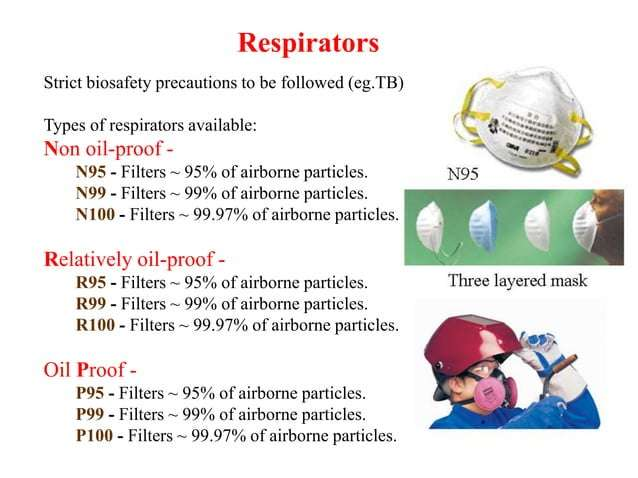 Respirators
Strict biosafety precautions to be followed (eg.TB)
Types of respirators available:
Non oil-proof -
N95 - Filters ~ 95% of airborne particles.
N99 - Filters ~ 99% of airborne particles.
N100 - Filters ~ 99.97% of airborne particles.
Relatively oil-proof -
R95 - Filters ~ 95% of airborne particles.
R99 - Filters ~ 99% of airborne particles.
R100 - Filters ~ 99.97% of airborne particles.
Oil Proof -
P95 - Filters ~ 95% of airborne particles.
P99 - Filters ~ 99% of airborne particles.
P100 - Filters ~ 99.97% of airborne particles.
3M
N95
Three layered mask